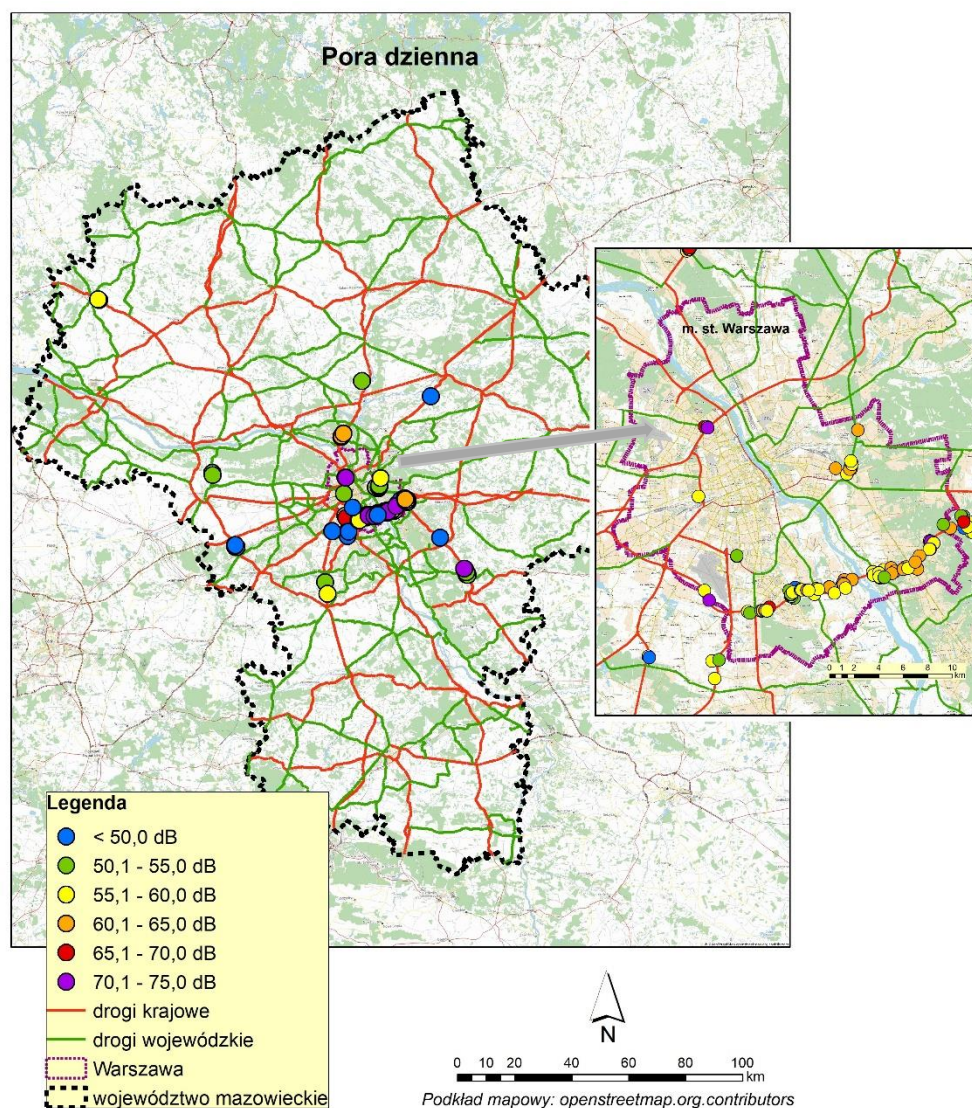 Pora dzienna
m. st. Warszawa
0 1 2 4 6 8 10
km
Legenda
< 50,0 dB
50,1 - 55,0 dB
55,1 - 60,0 dB
60,1 - 65,0 dB
65,1 - 70,0 dB
70,1 - 75,0 dB
drogi krajowe
drogi wojewódzkie
Warszawa
województwo mazowieckie
N
0 10 20 40 60 80 100
km
Podkład mapowy: openstreetmap.org.contributors